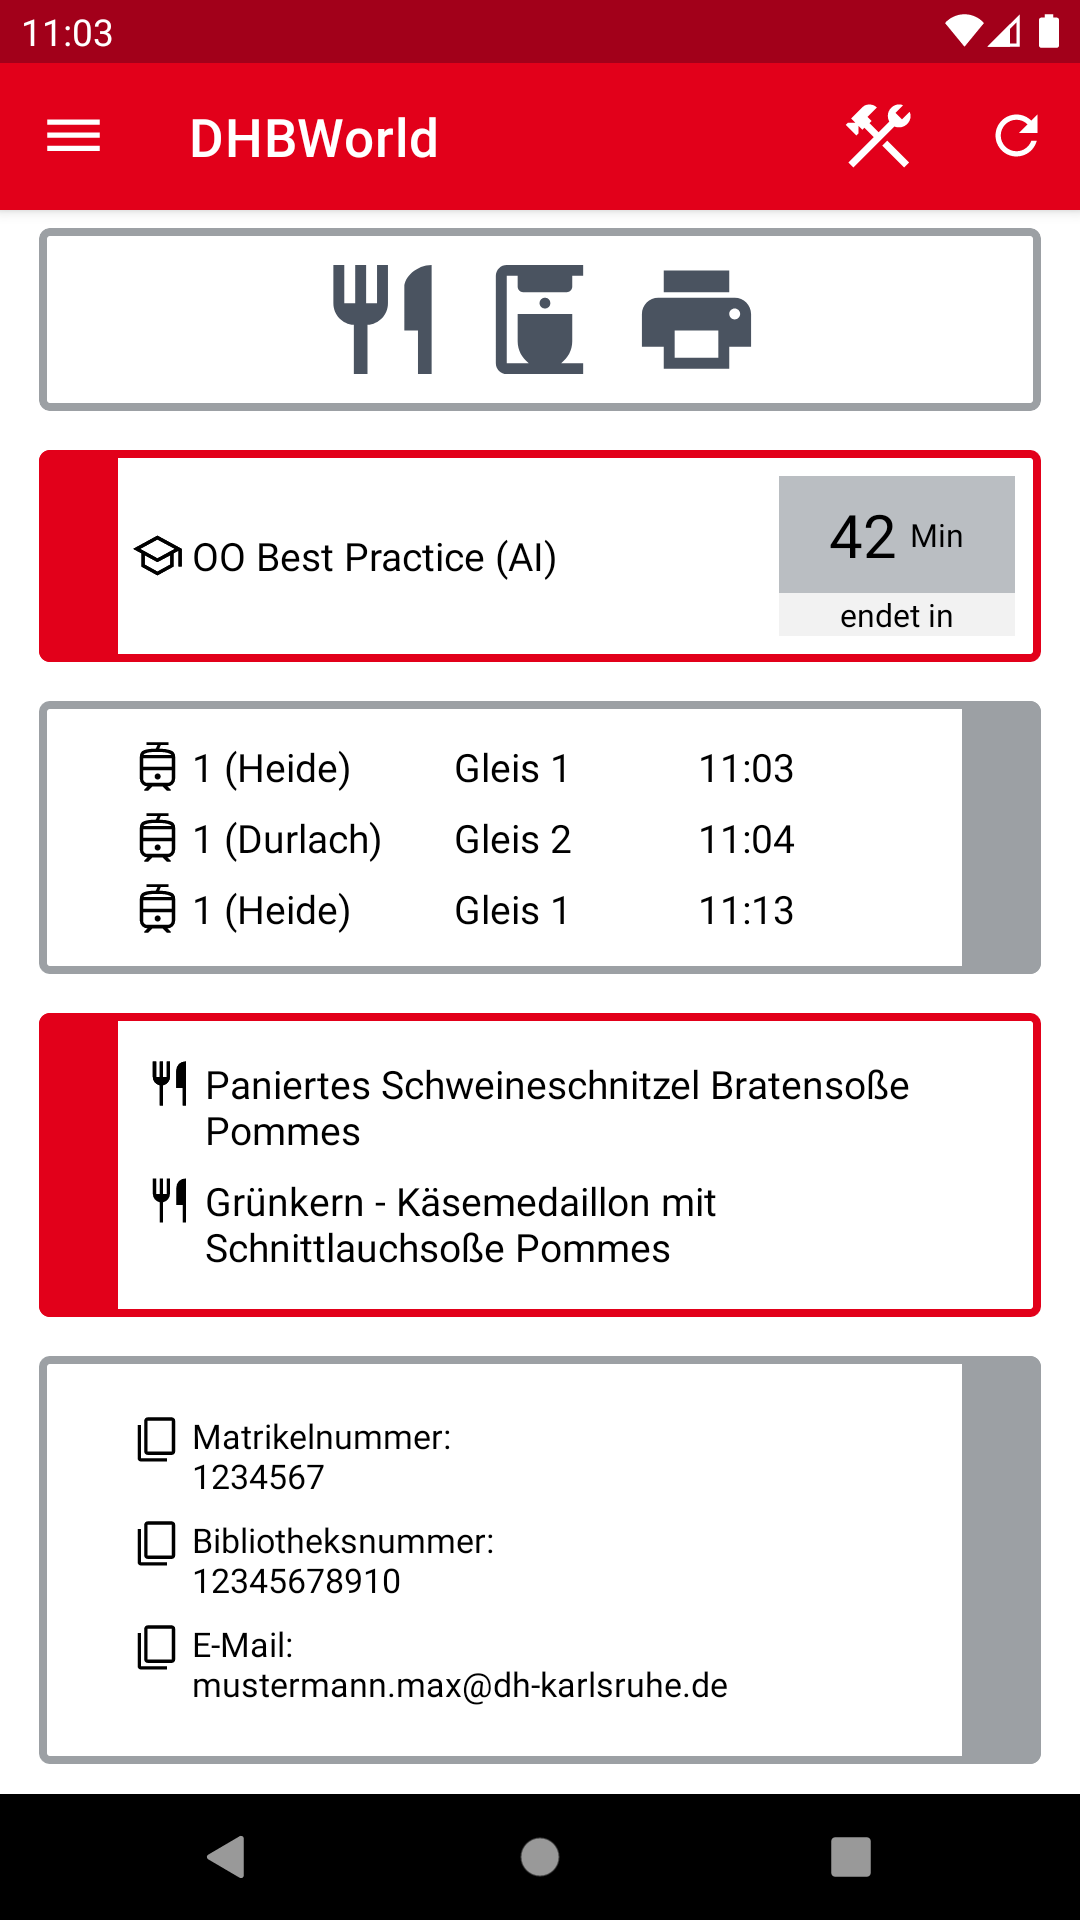 11:03
DHBWorld
OO Best Practice (AI)
42 Min
endet in
1 (Heide) Gleis 1 11:03
1 (Durlach) Gleis 2 11:04
1 (Heide) Gleis 1 11:13
Paniertes Schweineschnitzel Bratensoße
Pommes
Grünkern - Käsemedaillon mit
Schnittlauchsoße Pommes
Matrikelnummer:
1234567
Bibliotheksnummer:
12345678910
E-Mail:
mustermann.max@dh-karlsruhe.de